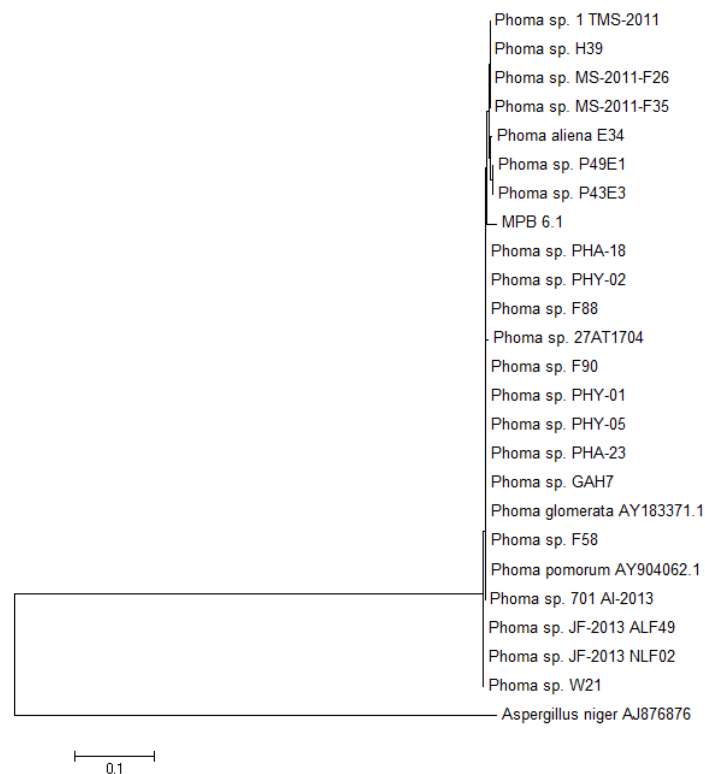 Phoma sp. 1 TMS-2011
Phoma sp. H39
Phoma sp. MS-2011-F26
Phoma sp. MS-2011-F35
Phoma aliena E34
Phoma sp. P49E1
Phoma sp. P43E3
MPB 6.1
Phoma sp. PHA-18
Phoma sp. PHY-02
Phoma sp. F88
Phoma sp. 27AT1704
Phoma sp. F90
Phoma sp. PHY-01
Phoma sp. PHY-05
Phoma sp. PHA-23
Phoma sp. GAH7
Phoma glomerata AY183371.1
Phoma sp. F58
Phoma pomorum AY904062.1
Phoma sp. 701 AI-2013
Phoma sp. JF-2013 ALF49
Phoma sp. JF-2013 NLF02
Phoma sp. W21
Aspergillus niger AJ876876
0.1